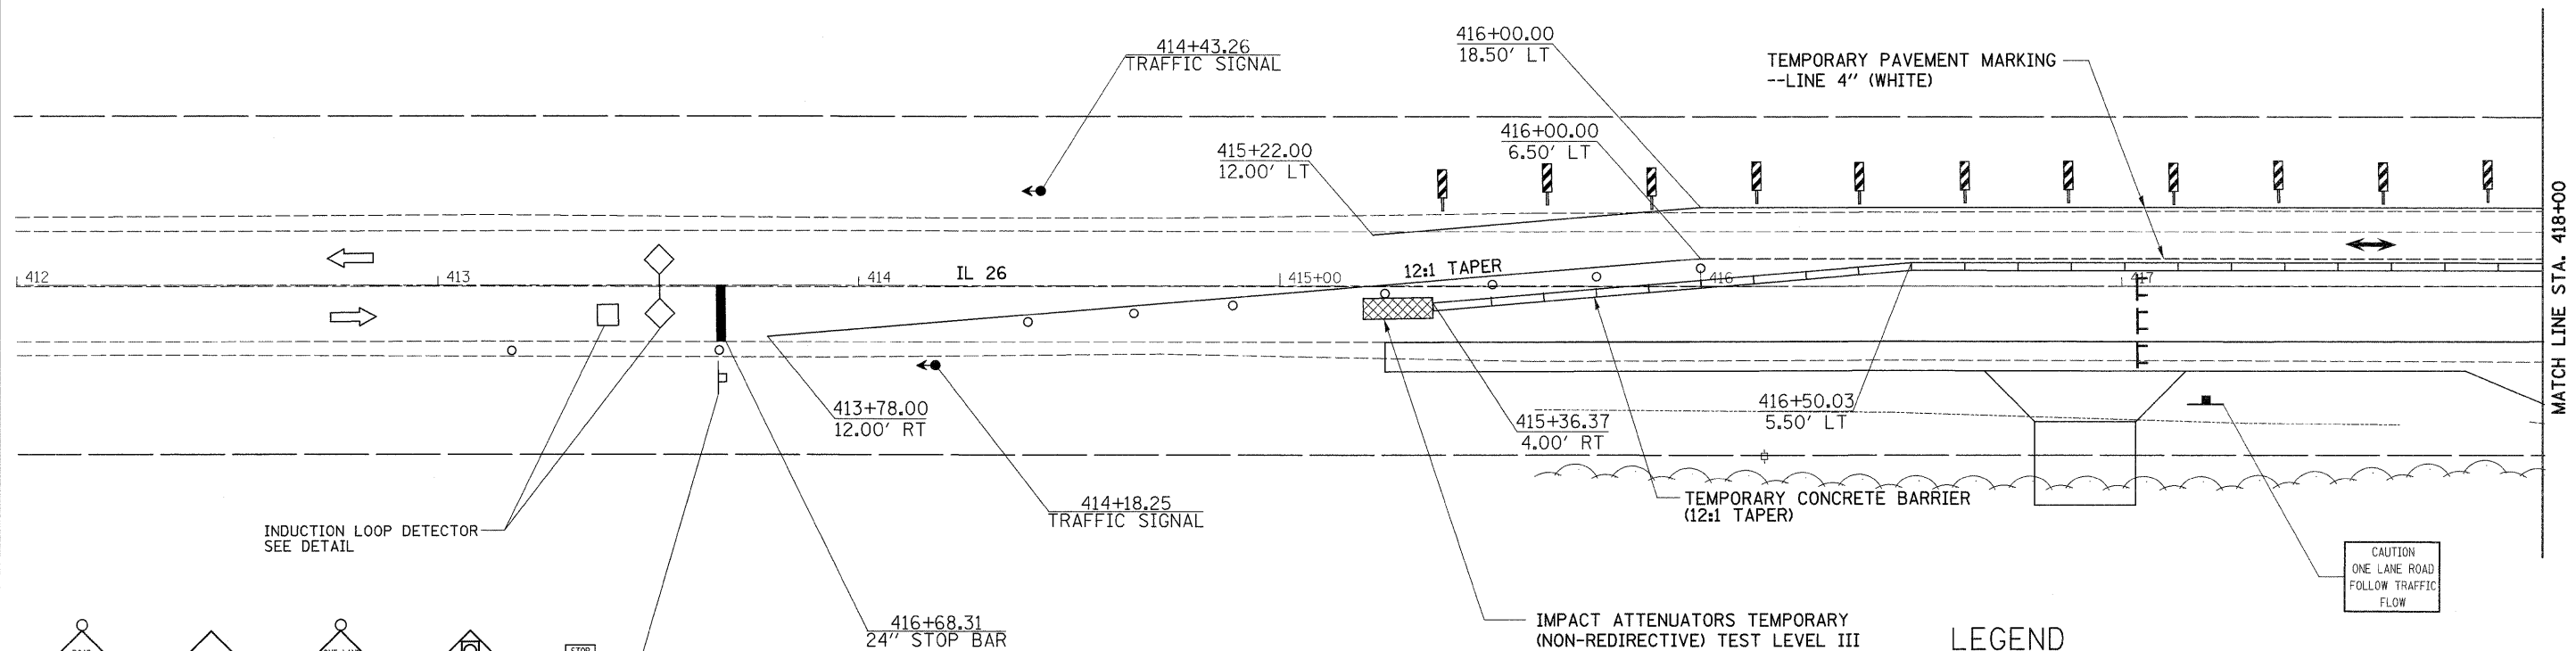 414+43.26
TRAFFIC SIGNAL
416+00.00
18.50' LT
TEMPORARY PAVEMENT MARKING
--LINE 4" (WHITE)
415+22.00
12.00' LT
416+00.00
6.50' LT
MATCH LINE STA. 418+00
412
413
414
IL 26
415+00
12:1 TAPER
416
417
413+78.00
12.00' RT
415+36.37
4.00' RT
416+50.03
5.50' LT
INDUCTION LOOP DETECTOR
SEE DETAIL
414+18.25
TRAFFIC SIGNAL
TEMPORARY CONCRETE BARRIER
(12:1 TAPER)
CAUTION
ONE LANE ROAD
FOLLOW TRAFFIC
FLOW
416+68.31
24" STOP BAR
IMPACT ATTENUATORS TEMPORARY
(NON-REDIRECTIVE) TEST LEVEL III
LEGEND
STOP